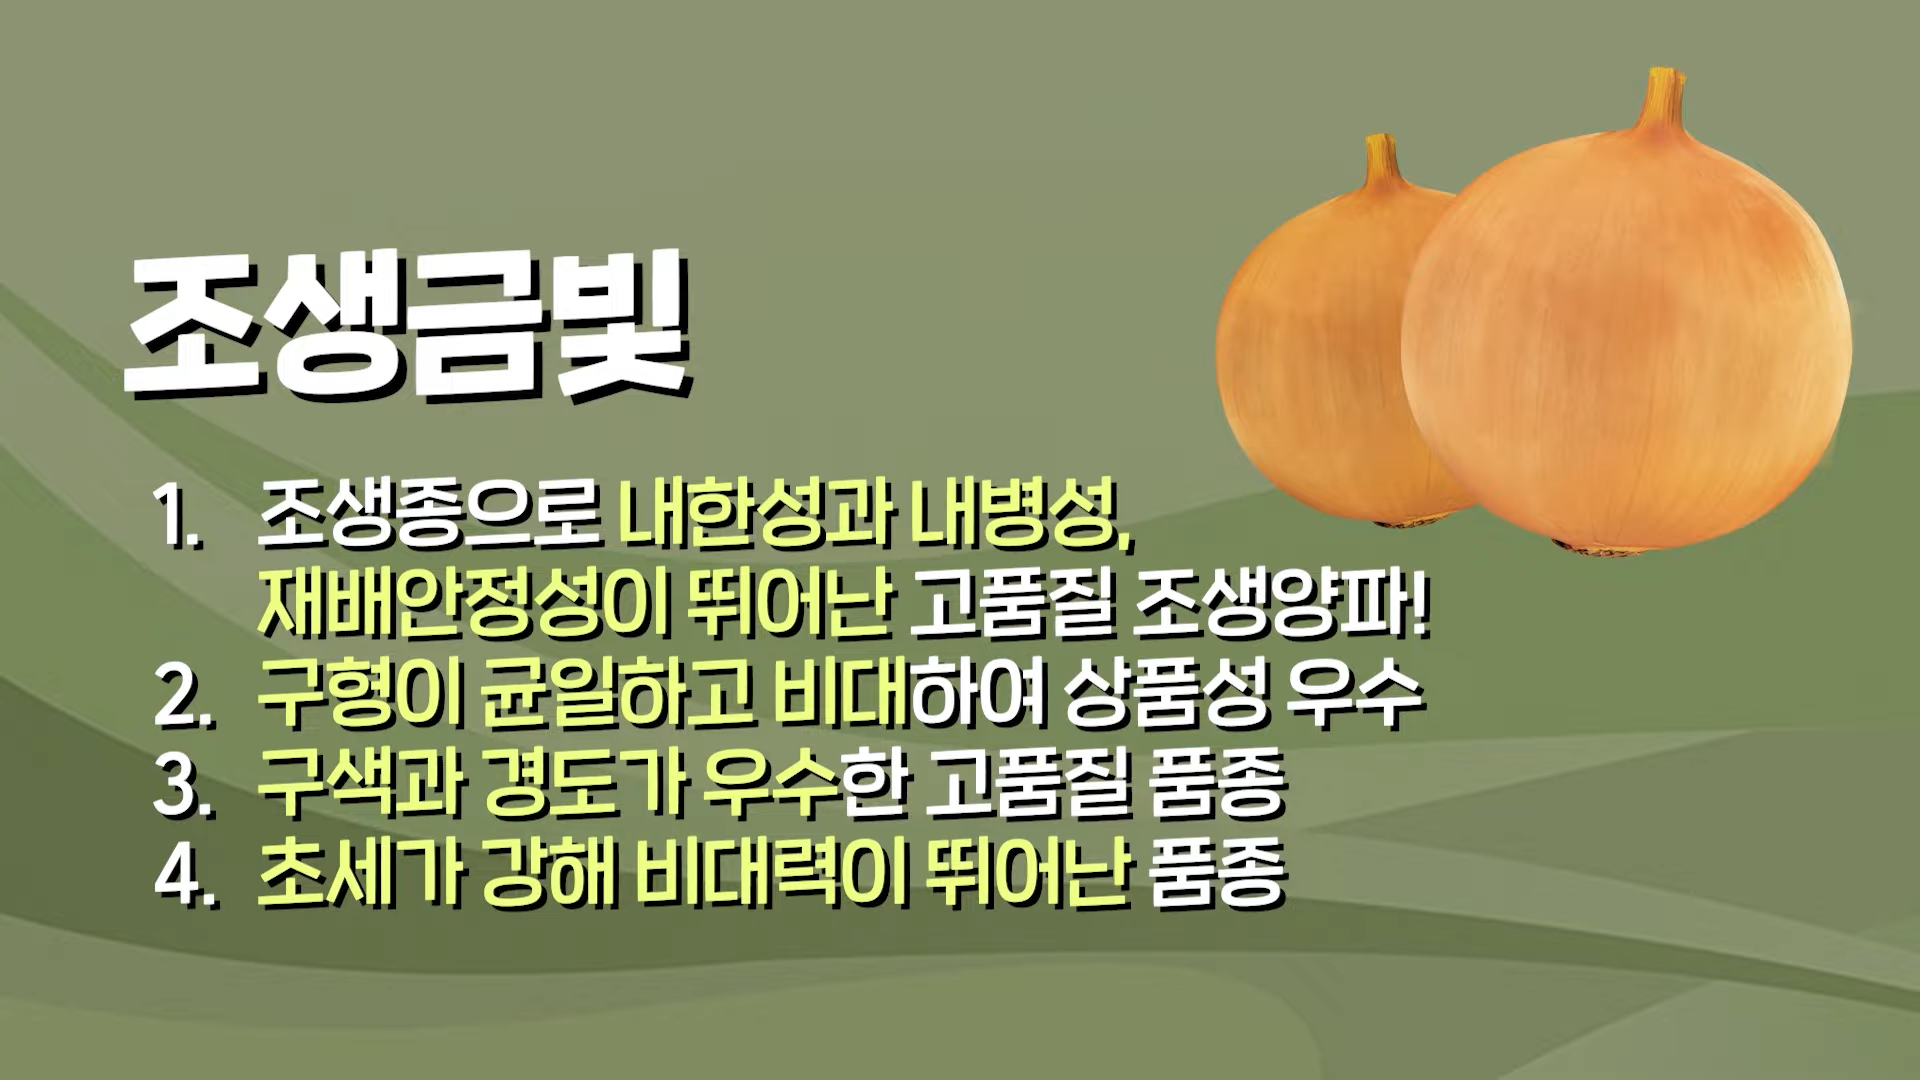 조생금빛
1. 조생종으로 내한성과 내병성,
재배안정성이 뛰어난 고품질 조생양파!
2. 구형이 균일하고 비대하여 상품성 우수
3. 구색과 경도가 우수한 고품질 품종
4. 초세가 강해 비대력이 뛰어난 품종